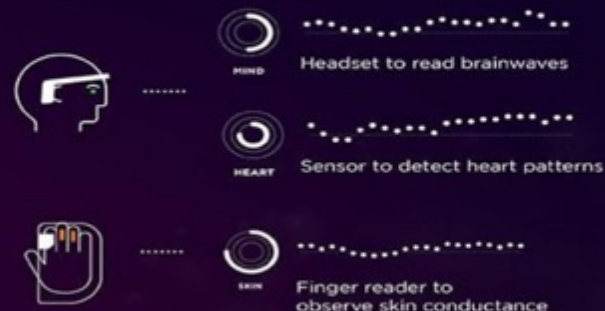 MIND
Headset to read brainwaves
HEART
Sensor to detect heart patterns
SKIN
Finger reader to
observe skin conductance